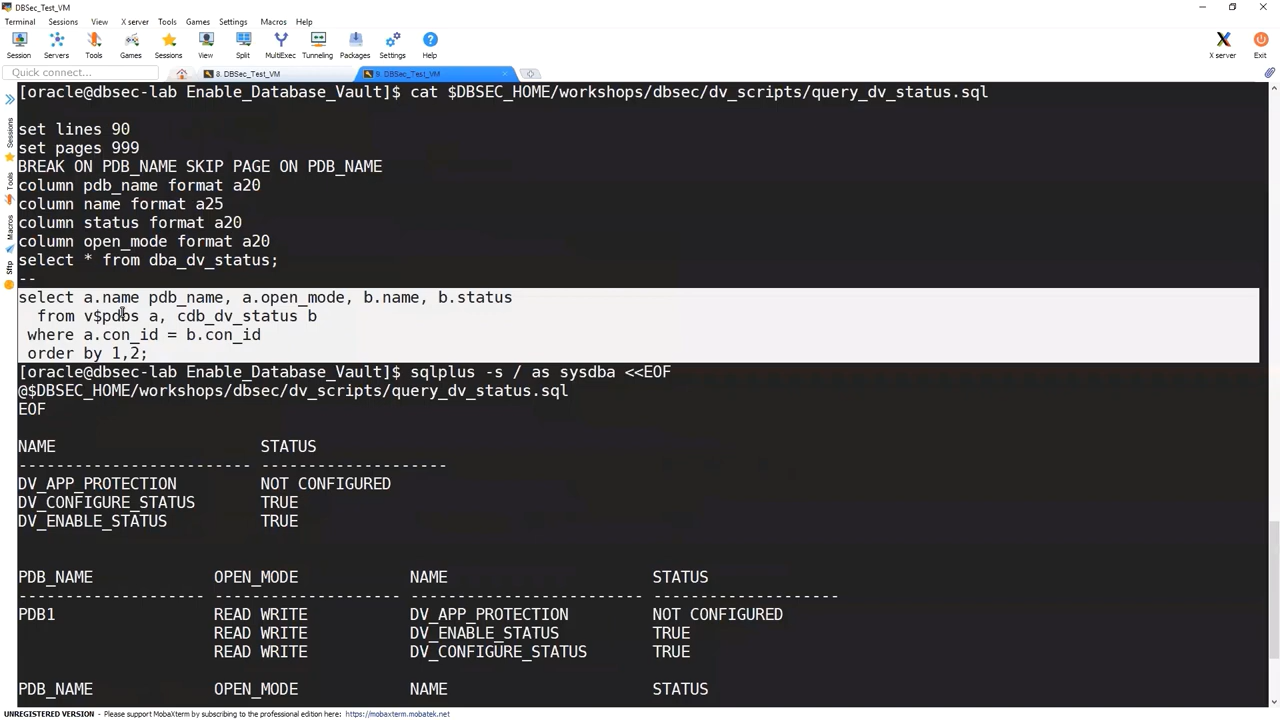 DBSec_Test_VM
Terminal Sessions View X server Tools Games Settings Macros Help
Session Servers Tools Games Sessions View Split MultiExec Tunneling Packages Settings Help X server Exit
Quick connect... 8. DBSec_Test_VM 9. DBSec_Test_VM
[oracle@dbsec-lab Enable_Database_Vault]$ cat $DBSEC_HOME/workshops/dbsec/dv_scripts/query_dv_status.sql
set lines 90
set pages 999
BREAK ON PDB_NAME SKIP PAGE ON PDB_NAME
column pdb_name format a20
column name format a25
column status format a20
column open_mode format a20
select * from dba_dv_status;
--
select a.name pdb_name, a.open_mode, b.name, b.status
from v$pdbs a, cdb_dv_status b
where a.con_id = b.con_id
order by 1,2;
[oracle@dbsec-lab Enable_Database_Vault]$ sqlplus -s / as sysdba <<EOF
@$DBSEC_HOME/workshops/dbsec/dv_scripts/query_dv_status.sql
EOF
NAME STATUS
------------------------- --------------------
DV_APP_PROTECTION NOT CONFIGURED
DV_CONFIGURE_STATUS TRUE
DV_ENABLE_STATUS TRUE
PDB_NAME OPEN_MODE NAME STATUS
-------------------- -------------------- ------------------------- --------------------
PDB1 READ WRITE DV_APP_PROTECTION NOT CONFIGURED
READ WRITE DV_ENABLE_STATUS TRUE
READ WRITE DV_CONFIGURE_STATUS TRUE
PDB_NAME OPEN_MODE NAME STATUS
Sessions
Tools
Macros
Sftp
UNREGISTERED VERSION - Please support MobaXterm by subscribing to the professional edition here: https://mobaxterm.mobatek.net